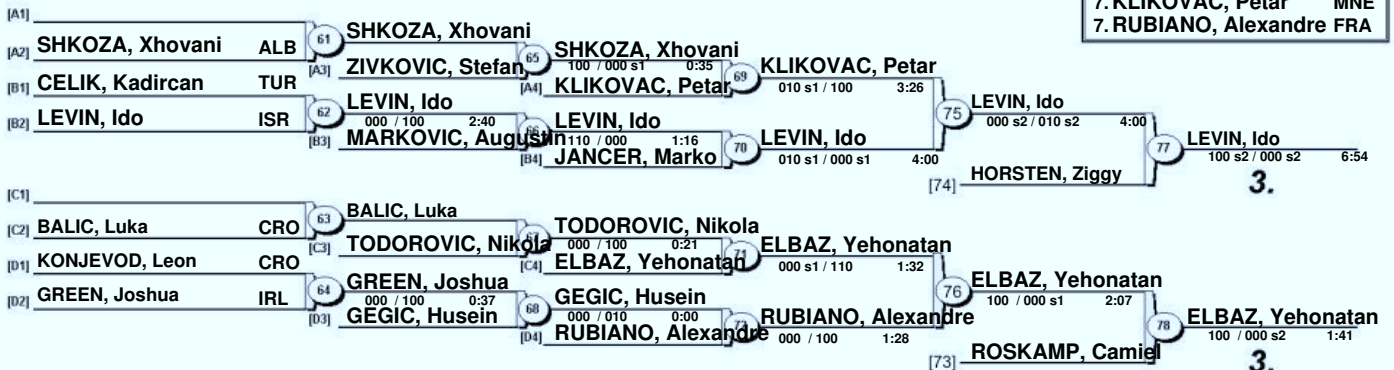 7. KLIKOVAC, Petar MNE
7. RUBIANO, Alexandre FRA
[A1]
[A2] SHKOZA, Xhovani ALB
61
SHKOZA, Xhovani
[A3] ZIVKOVIC, Stefan
65
SHKOZA, Xhovani
100 / 000 s1 0:35
[A4] KLIKOVAC, Petar
69
KLIKOVAC, Petar
010 s1 / 100 3:26
[B1] CELIK, Kadircan TUR
[B2] LEVIN, Ido ISR
62
LEVIN, Ido
000 / 100 2:40
[B3] MARKOVIC, Augustin
LEVIN, Ido
110 / 000 1:16
[B4] JANCER, Marko
70
LEVIN, Ido
010 s1 / 000 s1 4:00
75
LEVIN, Ido
000 s2 / 010 s2 4:00
[74] HORSTEN, Ziggy
77
LEVIN, Ido
100 s2 / 000 s2 6:54
3.
[C1]
[C2] BALIC, Luka CRO
63
BALIC, Luka
[C3] TODOROVIC, Nikola
TODOROVIC, Nikola
000 / 100 0:21
[C4] ELBAZ, Yehonatan
71
ELBAZ, Yehonatan
000 s1 / 110 1:32
[D1] KONJEVOD, Leon CRO
[D2] GREEN, Joshua IRL
64
GREEN, Joshua
000 / 100 0:37
[D3] GEGIC, Husein
68
GEGIC, Husein
000 / 010 0:00
[D4] RUBIANO, Alexandre
RUBIANO, Alexandre
000 / 100 1:28
76
ELBAZ, Yehonatan
100 / 000 s1 2:07
[73] ROSKAMP, Camiel
78
ELBAZ, Yehonatan
100 / 000 s2 1:41
3.